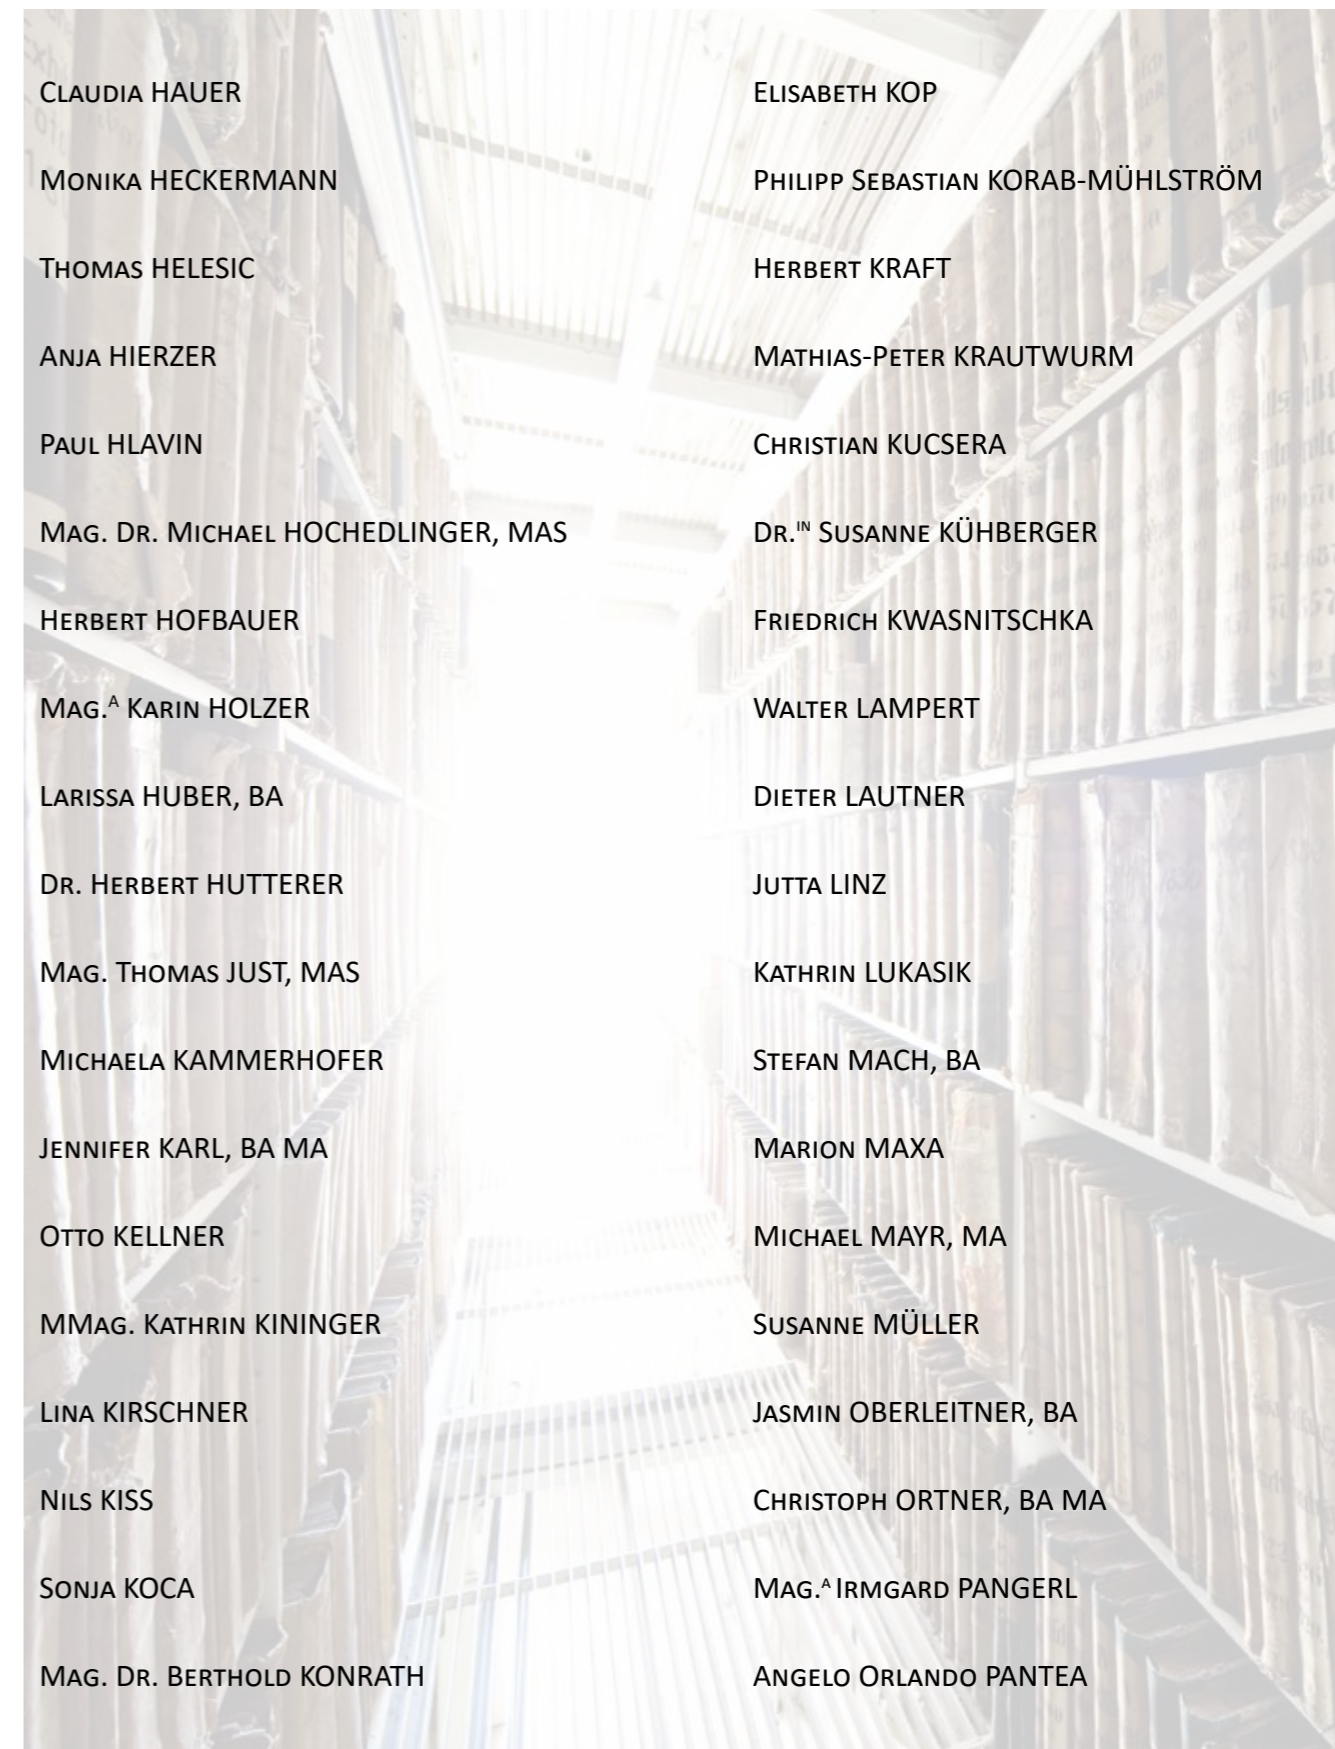 Claudia HAUER
Monika HECKERMANN
Thomas HELESIC
Anja HIERZER
Paul HLAVIN
Mag. Dr. Michael HOCHEDLINGER, MAS
Herbert HOFBAUER
Mag.ᴬ Karin HOLZER
Larissa HUBER, BA
Dr. Herbert HUTTERER
Mag. Thomas JUST, MAS
Michaela KAMMERHOFER
Jennifer KARL, BA MA
Otto KELLNER
MMag. Kathrin KININGER
Lina KIRSCHNER
Nils KISS
Sonja KOCA
Mag. Dr. Berthold KONRATH
Elisabeth KOP
Philipp Sebastian KORAB-MÜHLSTRÖM
Herbert KRAFT
Mathias-Peter KRAUTWURM
Christian KUCSERA
Dr.ᴵᴺ Susanne KÜHBERGER
Friedrich KWASNITSCHKA
Walter LAMPERT
Dieter LAUTNER
Jutta LINZ
Kathrin LUKASIK
Stefan MACH, BA
Marion MAXA
Michael MAYR, MA
Susanne MÜLLER
Jasmin OBERLEITNER, BA
Christoph ORTNER, BA MA
Mag.ᴬ Irmgard PANGERL
Angelo Orlando PANTEA